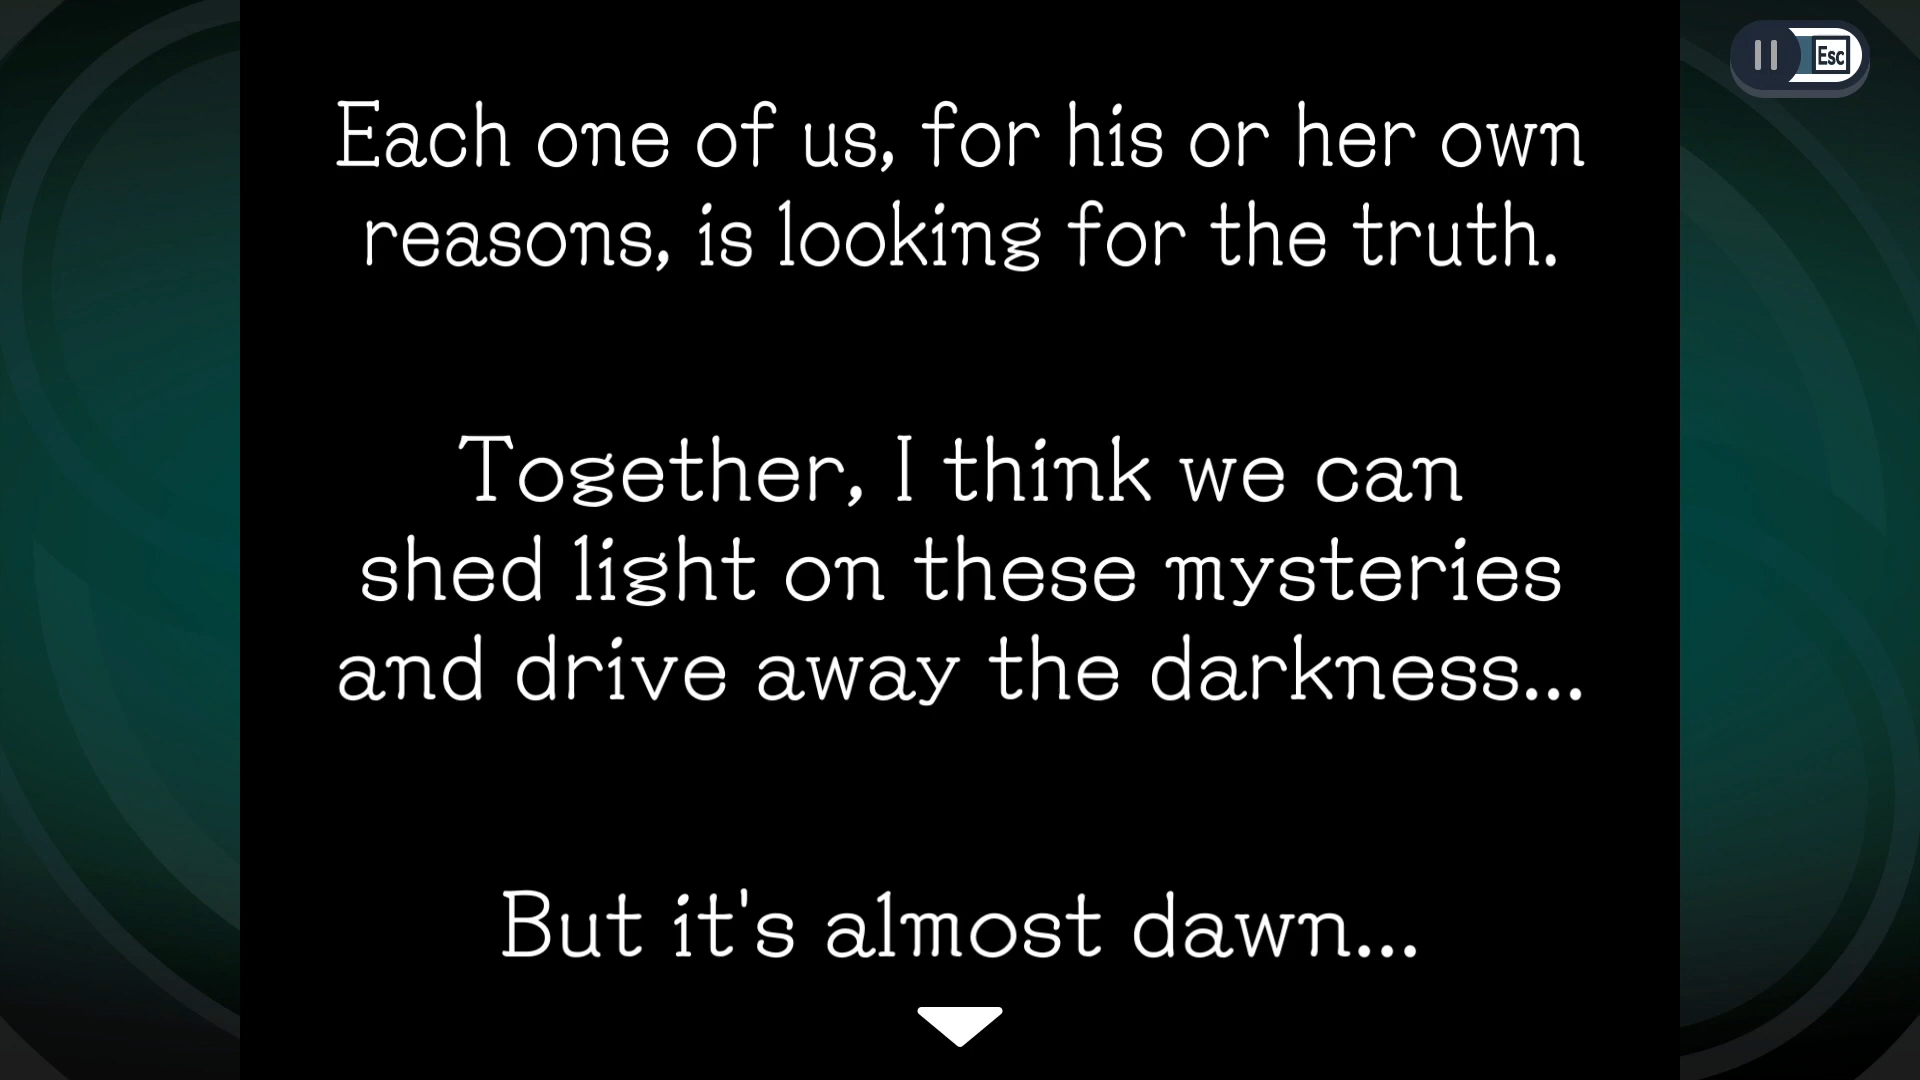 Esc
Each one of us, for his or her own
reasons, is looking for the truth.
Together, I think we can
shed light on these mysteries
and drive away the darkness...
But it's almost dawn...